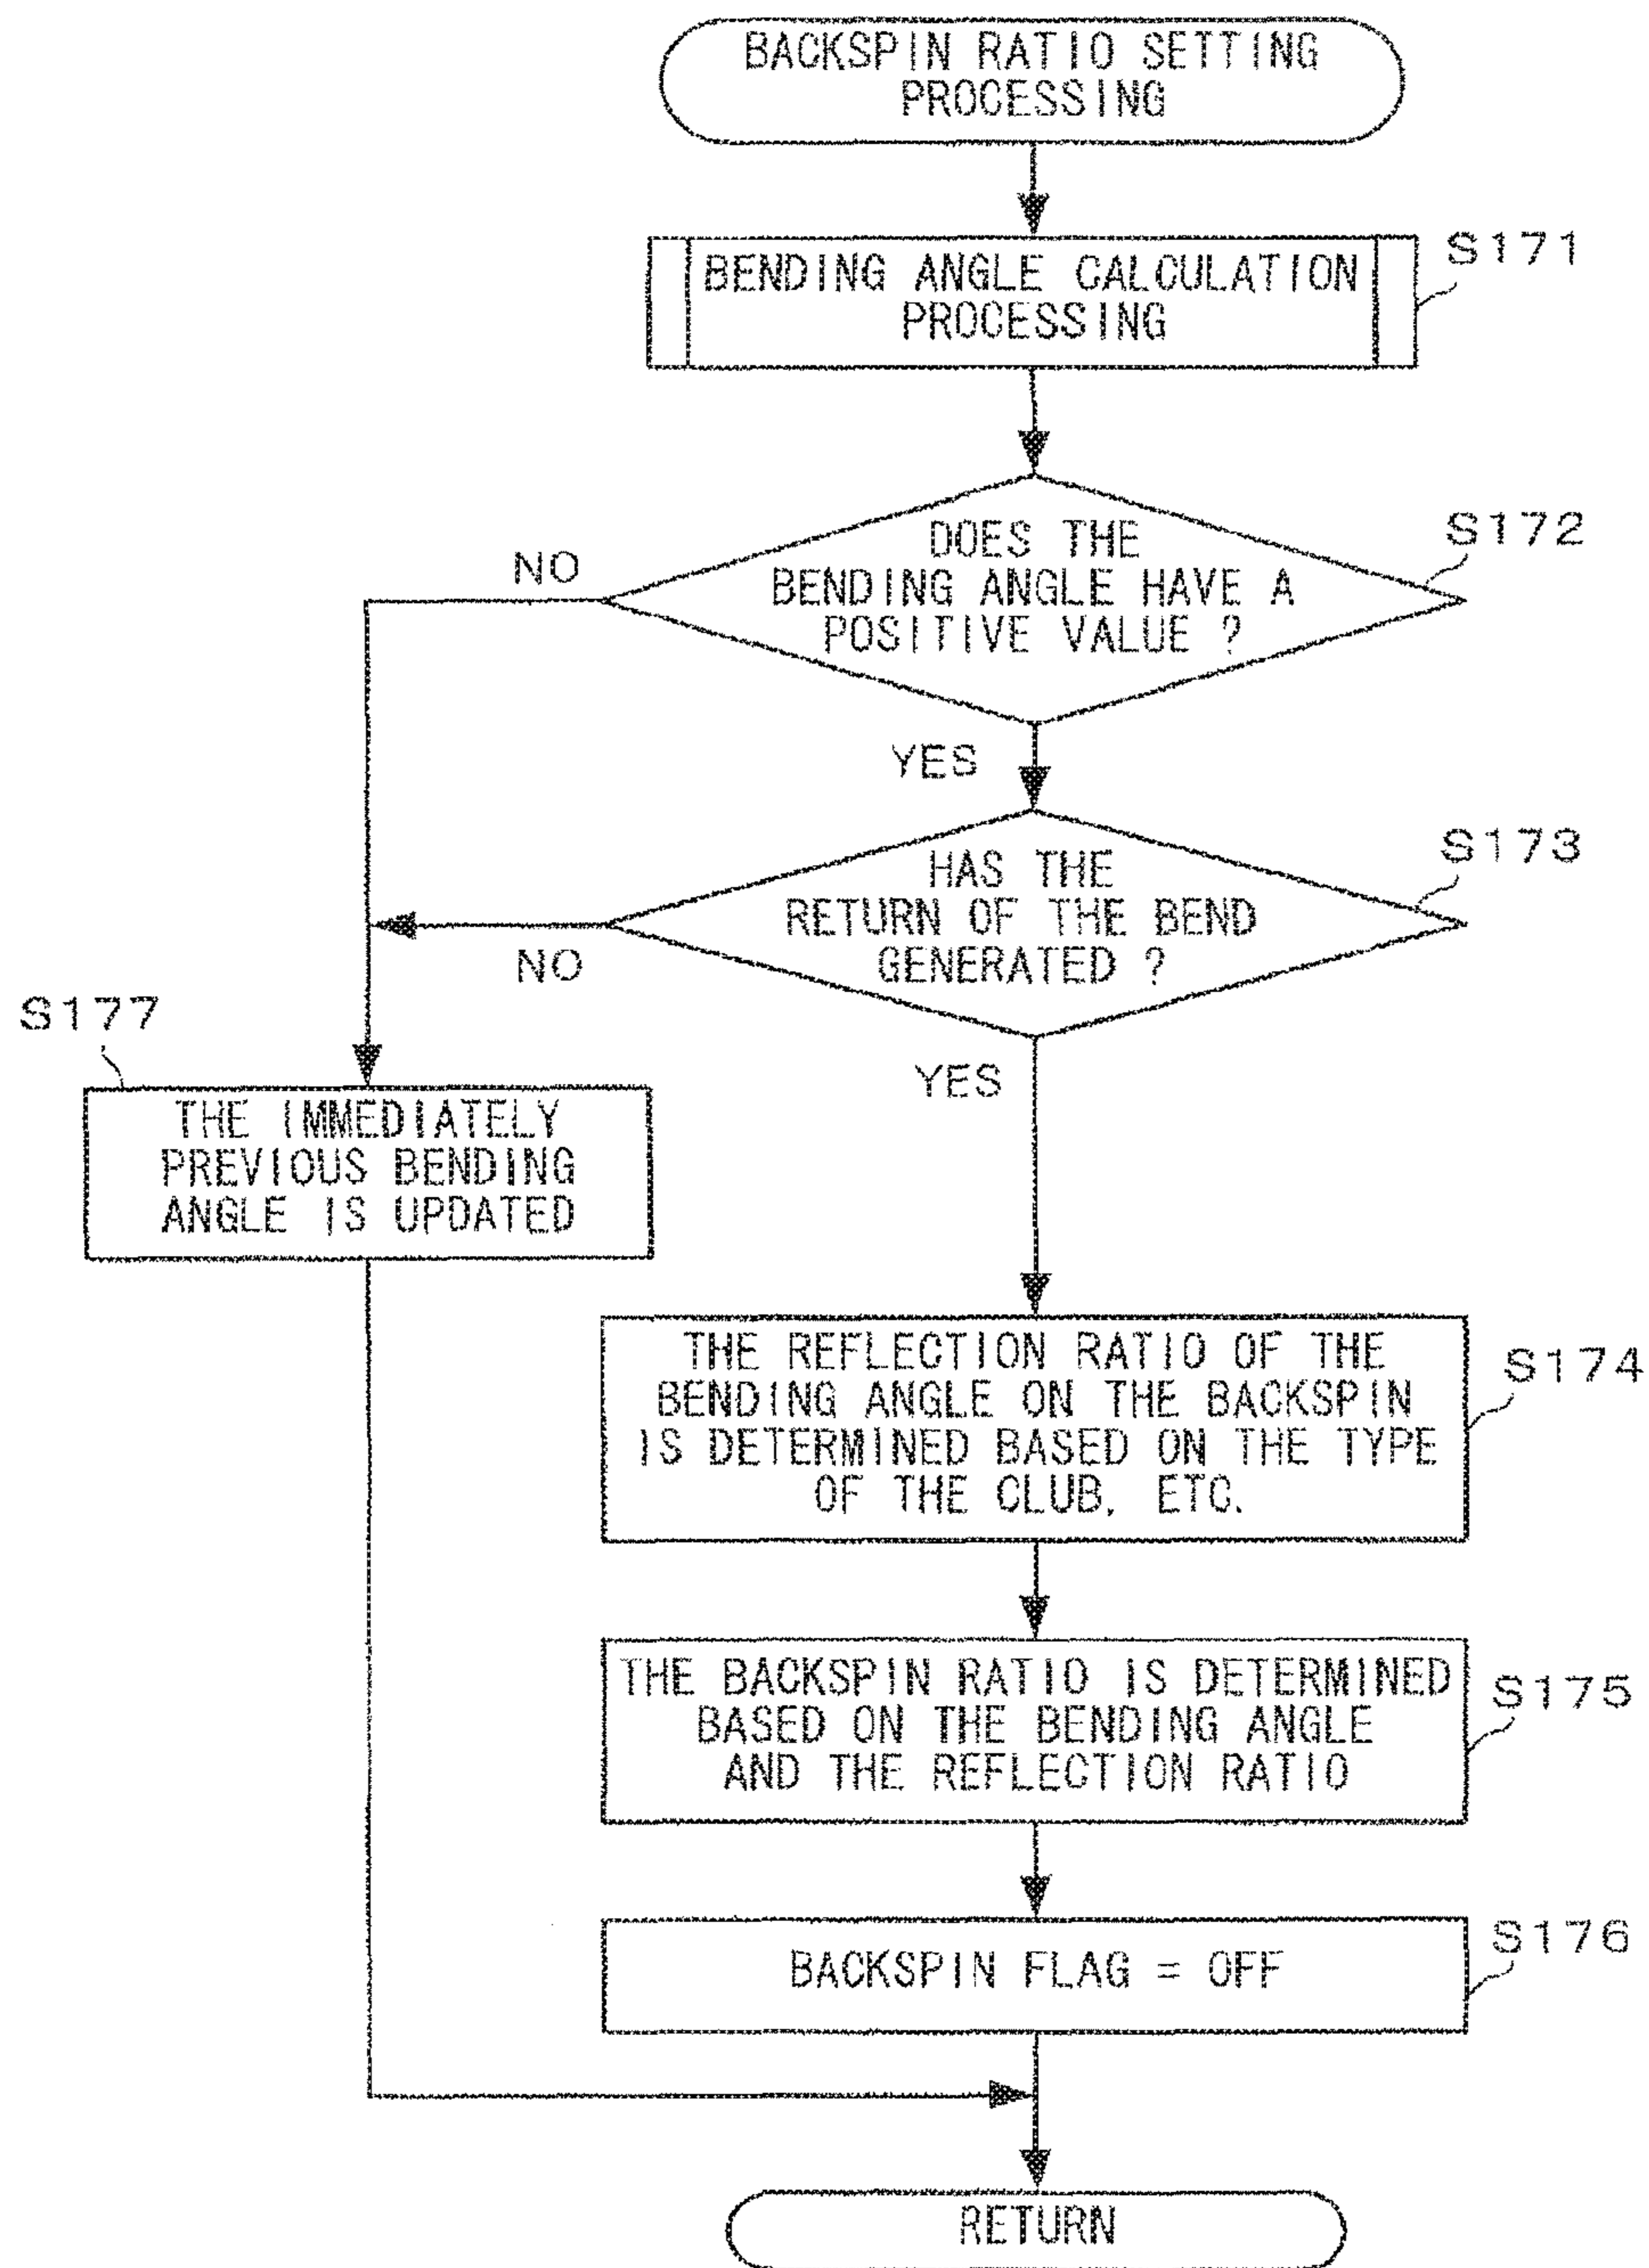 BACKSPIN RATIO SETTING
PROCESSING
BENDING ANGLE CALCULATION
PROCESSING
S171
DOES THE
BENDING ANGLE HAVE A
POSITIVE VALUE ?
S172
NO
YES
HAS THE
RETURN OF THE BEND
GENERATED ?
S173
NO
YES
S177
THE IMMEDIATELY
PREVIOUS BENDING
ANGLE IS UPDATED
THE REFLECTION RATIO OF THE
BENDING ANGLE ON THE BACKSPIN
IS DETERMINED BASED ON THE TYPE
OF THE CLUB, ETC.
S174
THE BACKSPIN RATIO IS DETERMINED
BASED ON THE BENDING ANGLE
AND THE REFLECTION RATIO
S175
BACKSPIN FLAG = OFF
S176
RETURN